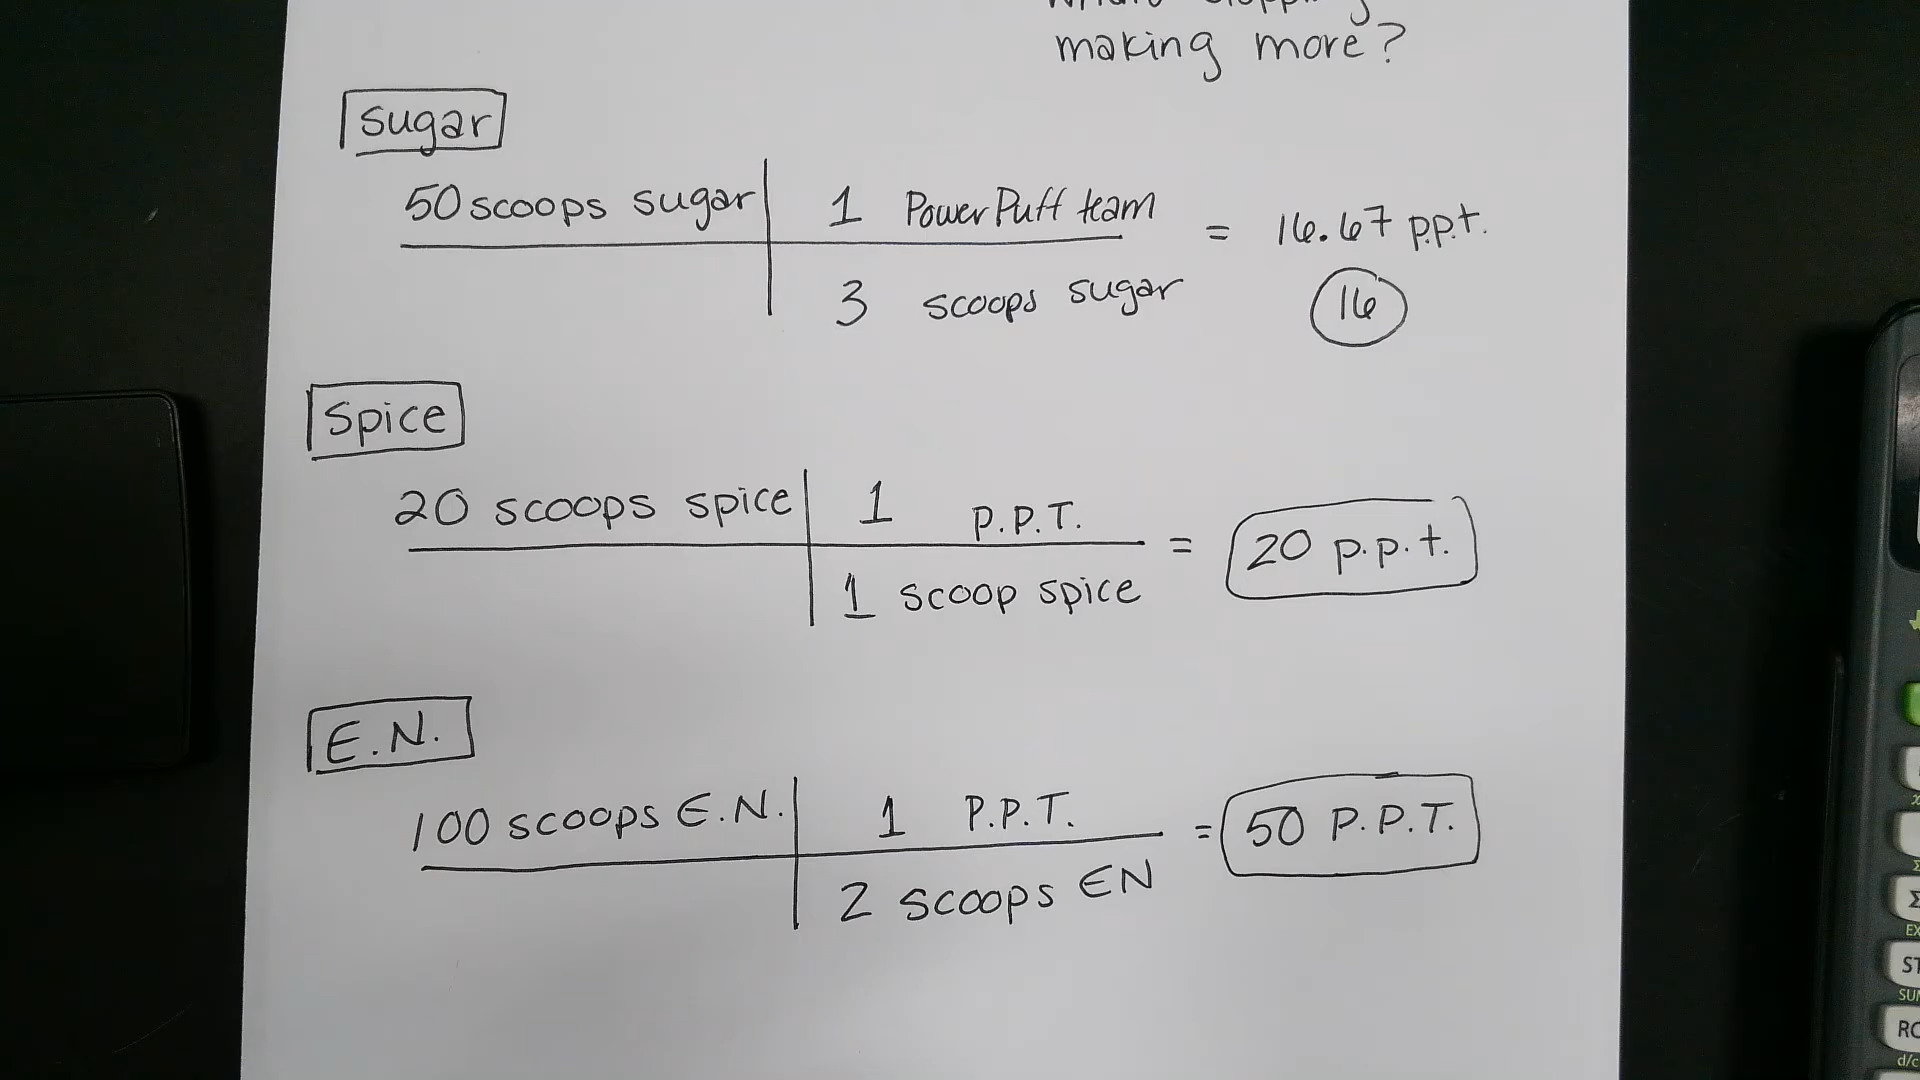 making more?
Sugar
50 scoops sugar 1 PowerPuff team = 16.67 p.p.t.
3 scoops sugar 16
Spice
20 scoops spice 1 P.P.T. = 20 p.p.t.
1 scoop spice
E.N.
100 scoops E.N. 1 P.P.T. = 50 P.P.T.
2 scoops EN